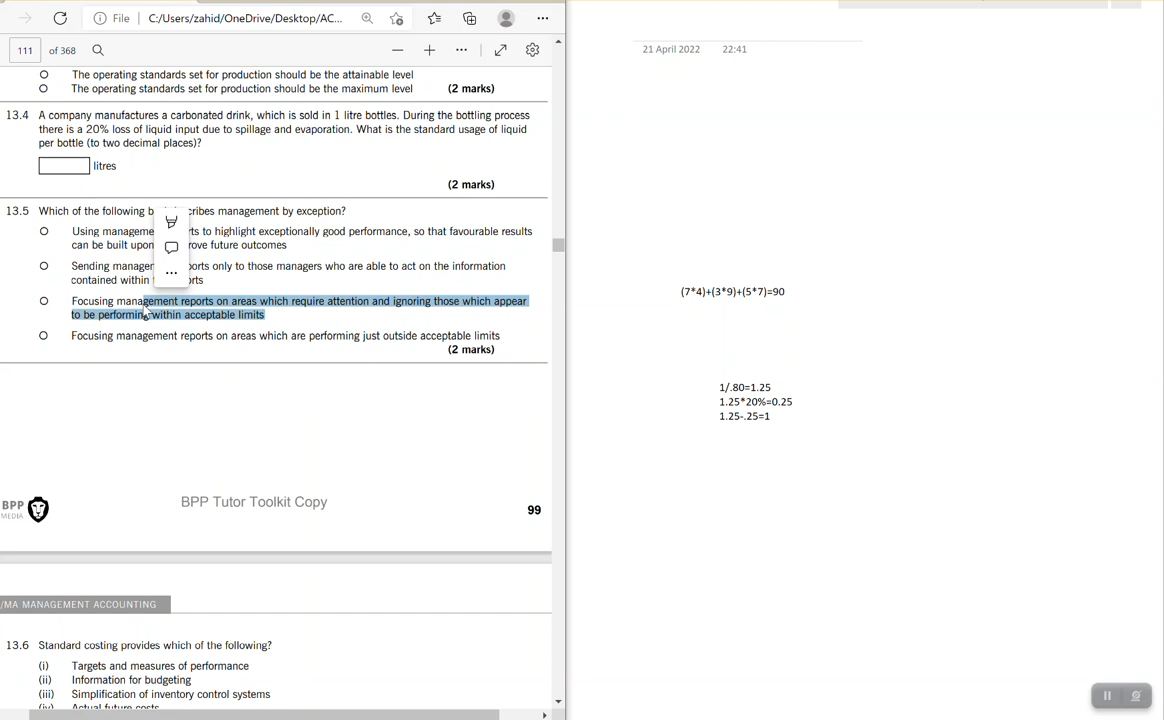 File
C:/Users/zahid/OneDrive/Desktop/AC...
111 of 368
The operating standards set for production should be the attainable level
The operating standards set for production should be the maximum level (2 marks)
13.4 A company manufactures a carbonated drink, which is sold in 1 litre bottles. During the bottling process
there is a 20% loss of liquid input due to spillage and evaporation. What is the standard usage of liquid
per bottle (to two decimal places)?
litres
(2 marks)
13.5 Which of the following b cribes management by exception?
Using manageme rts to highlight exceptionally good performance, so that favourable results
can be built upon rove future outcomes
Sending manager ports only to those managers who are able to act on the information
contained within rts
Focusing management reports on areas which require attention and ignoring those which appear
to be performing within acceptable limits
Focusing management reports on areas which are performing just outside acceptable limits
(2 marks)
BPP
MEDIA
BPP Tutor Toolkit Copy
99
/MA MANAGEMENT ACCOUNTING
13.6 Standard costing provides which of the following?
(i) Targets and measures of performance
(ii) Information for budgeting
(iii) Simplification of inventory control systems
(iv) Actual future costs
21 April 2022 22:41
(7*4)+(3*9)+(5*7)=90
1/.80=1.25
1.25*20%=0.25
1.25-.25=1